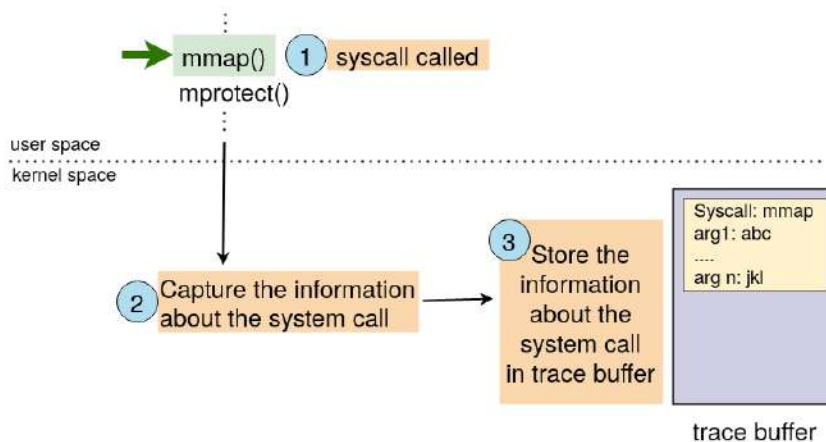 mmap()
1
syscall called
mprotect()
user space
kernel space
2
Capture the information
about the system call
3
Store the
information
about the
system call
in trace buffer
Syscall: mmap
arg1: abc
....
arg n: jkl
trace buffer